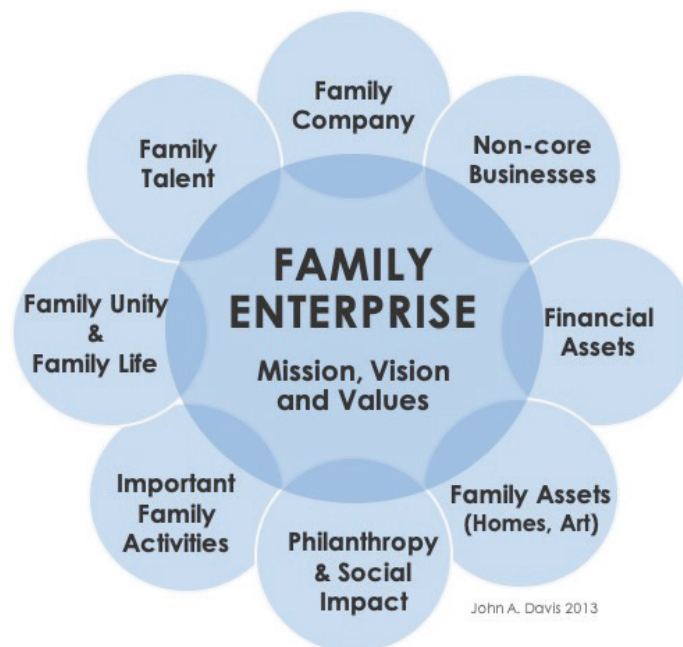 Family
Company
Non-core
Businesses
Financial
Assets
Family Assets
(Homes, Art)
Philanthropy
& Social
Impact
Important
Family
Activities
Family Unity
&
Family Life
Family
Talent
FAMILY
ENTERPRISE
Mission, Vision
and Values
John A. Davis 2013